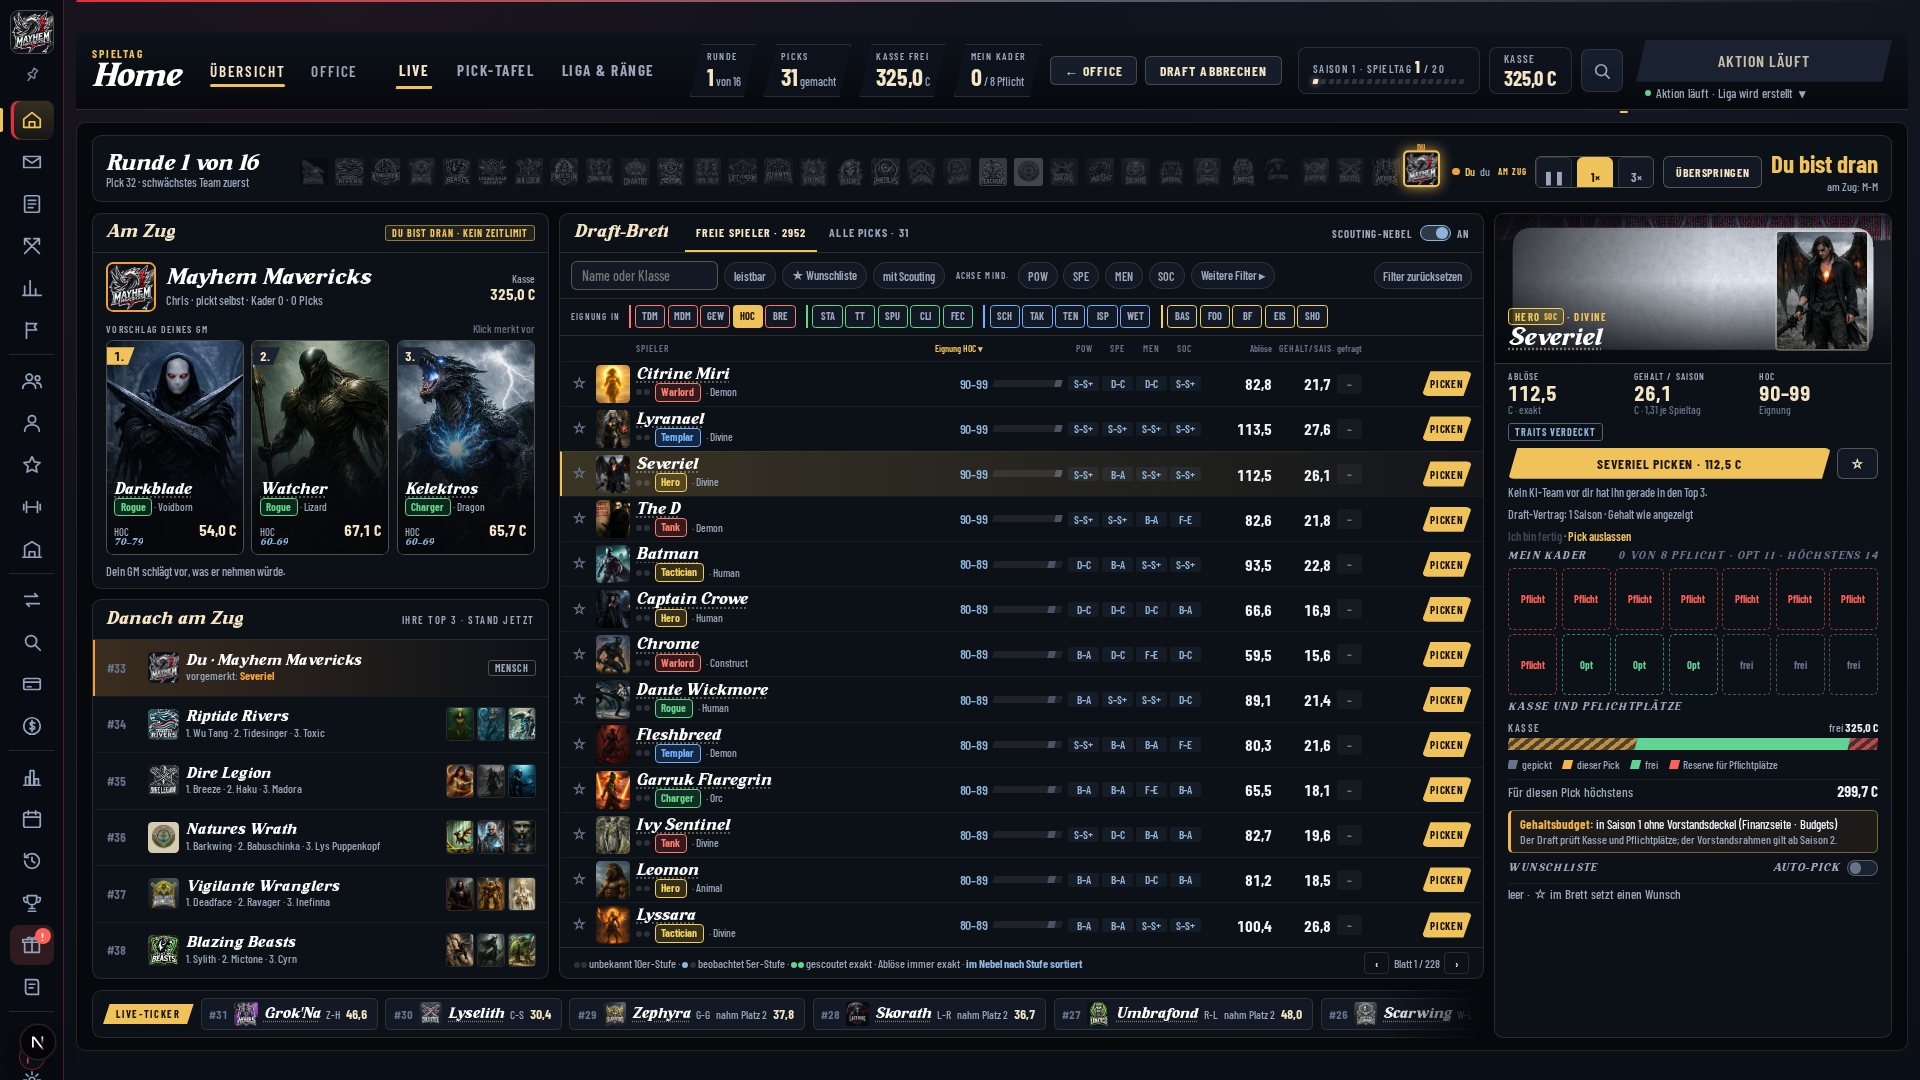 SPIELTAG
Home
ÜBERSICHT
OFFICE
LIVE
PICK-TAFEL
LIGA & RÄNGE
RUNDE
1 von 16
PICKS
31 gemacht
KASSE FREI
325,0 C
MEIN KADER
0 / 8 Pflicht
← OFFICE
DRAFT ABBRECHEN
SAISON 1 · SPIELTAG 1 / 20
KASSE
325,0 C
AKTION LÄUFT
Aktion läuft · Liga wird erstellt ▼
Runde 1 von 16
Pick 32 · schwächstes Team zuerst
DU
Du du AM ZUG
1×
3×
ÜBERSPRINGEN
Du bist dran
am Zug: M-M
Am Zug
DU BIST DRAN · KEIN ZEITLIMIT
Mayhem Mavericks
Chris · pickt selbst · Kader 0 · 0 Picks
Kasse
325,0 C
VORSCHLAG DEINES GM
Klick merkt vor
1.
Darkblade
Rogue · Voidborn
HOC
70–79
54,0 C
2.
Watcher
Rogue · Lizard
HOC
60–69
67,1 C
3.
Kelektros
Charger · Dragon
HOC
60–69
65,7 C
Dein GM schlägt vor, was er nehmen würde.
Danach am Zug
IHRE TOP 3 · STAND JETZT
#33
Du · Mayhem Mavericks
vorgemerkt: Severiel
MENSCH
#34
Riptide Rivers
1. Wu Tang · 2. Tidesinger · 3. Toxic
#35
Dire Legion
1. Breeze · 2. Haku · 3. Madora
#36
Natures Wrath
1. Barkwing · 2. Babuschinka · 3. Lys Puppenkopf
#37
Vigilante Wranglers
1. Deadface · 2. Ravager · 3. Inefinna
#38
Blazing Beasts
1. Sylith · 2. Mictone · 3. Cyrn
Draft-Brett
FREIE SPIELER · 2952
ALLE PICKS · 31
SCOUTING-NEBEL
AN
Name oder Klasse
leistbar
★ Wunschliste
mit Scouting
ACHSE MIND.
POW
SPE
MEN
SOC
Weitere Filter ▸
Filter zurücksetzen
EIGNUNG IN
TDM MDM GEW HOC BRE
STA TT SPU CLI FEC
SCH TAK TEN ISP WET
BAS FOO BF EIS SHO
SPIELER Eignung HOC ▾ POW SPE MEN SOC Ablöse GEHALT/SAIS. gefragt
Citrine Miri
Warlord · Demon
90–99 S–S+ D–C D–C S–S+ 82,8 21,7 – PICKEN
Lyranael
Templar · Divine
90–99 S–S+ S–S+ S–S+ S–S+ 113,5 27,6 – PICKEN
Severiel
Hero · Divine
90–99 S–S+ B–A S–S+ S–S+ 112,5 26,1 – PICKEN
The D
Tank · Demon
90–99 S–S+ S–S+ B–A F–E 82,6 21,8 – PICKEN
Batman
Tactician · Human
80–89 D–C B–A S–S+ S–S+ 93,5 22,8 – PICKEN
Captain Crowe
Hero · Human
80–89 D–C D–C D–C B–A 66,6 16,9 – PICKEN
Chrome
Warlord · Construct
80–89 B–A D–C F–E D–C 59,5 15,6 – PICKEN
Dante Wickmore
Rogue · Human
80–89 B–A S–S+ S–S+ D–C 89,1 21,4 – PICKEN
Fleshbreed
Templar · Demon
80–89 S–S+ B–A B–A F–E 80,3 21,6 – PICKEN
Garruk Flaregrin
Charger · Orc
80–89 B–A B–A F–E B–A 65,5 18,1 – PICKEN
Ivy Sentinel
Tank · Divine
80–89 S–S+ D–C B–A B–A 82,7 19,6 – PICKEN
Leomon
Hero · Animal
80–89 B–A B–A D–C B–A 81,2 18,5 – PICKEN
Lyssara
Tactician · Divine
80–89 B–A B–A S–S+ S–S+ 100,4 26,8 – PICKEN
unbekannt 10er-Stufe · beobachtet 5er-Stufe · gescoutet exakt · Ablöse immer exakt · im Nebel nach Stufe sortiert
‹ Blatt 1 / 228 ›
HERO SOC · DIVINE
Severiel
ABLÖSE
112,5
C · exakt
GEHALT / SAISON
26,1
C · 1,31 je Spieltag
HOC
90–99
Eignung
TRAITS VERDECKT
SEVERIEL PICKEN · 112,5 C
Kein KI-Team vor dir hat ihn gerade in den Top 3.
Draft-Vertrag: 1 Saison · Gehalt wie angezeigt
Ich bin fertig · Pick auslassen
MEIN KADER
0 VON 8 PFLICHT · OPT 11 · HÖCHSTENS 14
Pflicht Pflicht Pflicht Pflicht Pflicht Pflicht Pflicht
Pflicht Opt Opt Opt frei frei frei
KASSE UND PFLICHTPLÄTZE
KASSE
frei 325,0 C
gepickt dieser Pick frei Reserve für Pflichtplätze
Für diesen Pick höchstens
299,7 C
Gehaltsbudget: in Saison 1 ohne Vorstandsdeckel (Finanzseite · Budgets)
Der Draft prüft Kasse und Pflichtplätze; der Vorstandsrahmen gilt ab Saison 2.
WUNSCHLISTE
AUTO-PICK
leer · ☆ im Brett setzt einen Wunsch
LIVE-TICKER
#31 Grok'Na Z-H 46,6
#30 Lyselith C-S 30,4
#29 Zephyra G-G nahm Platz 2 37,8
#28 Skorath L-R nahm Platz 2 36,7
#27 Umbrafond R-L nahm Platz 2 48,0
#26 Scarwing